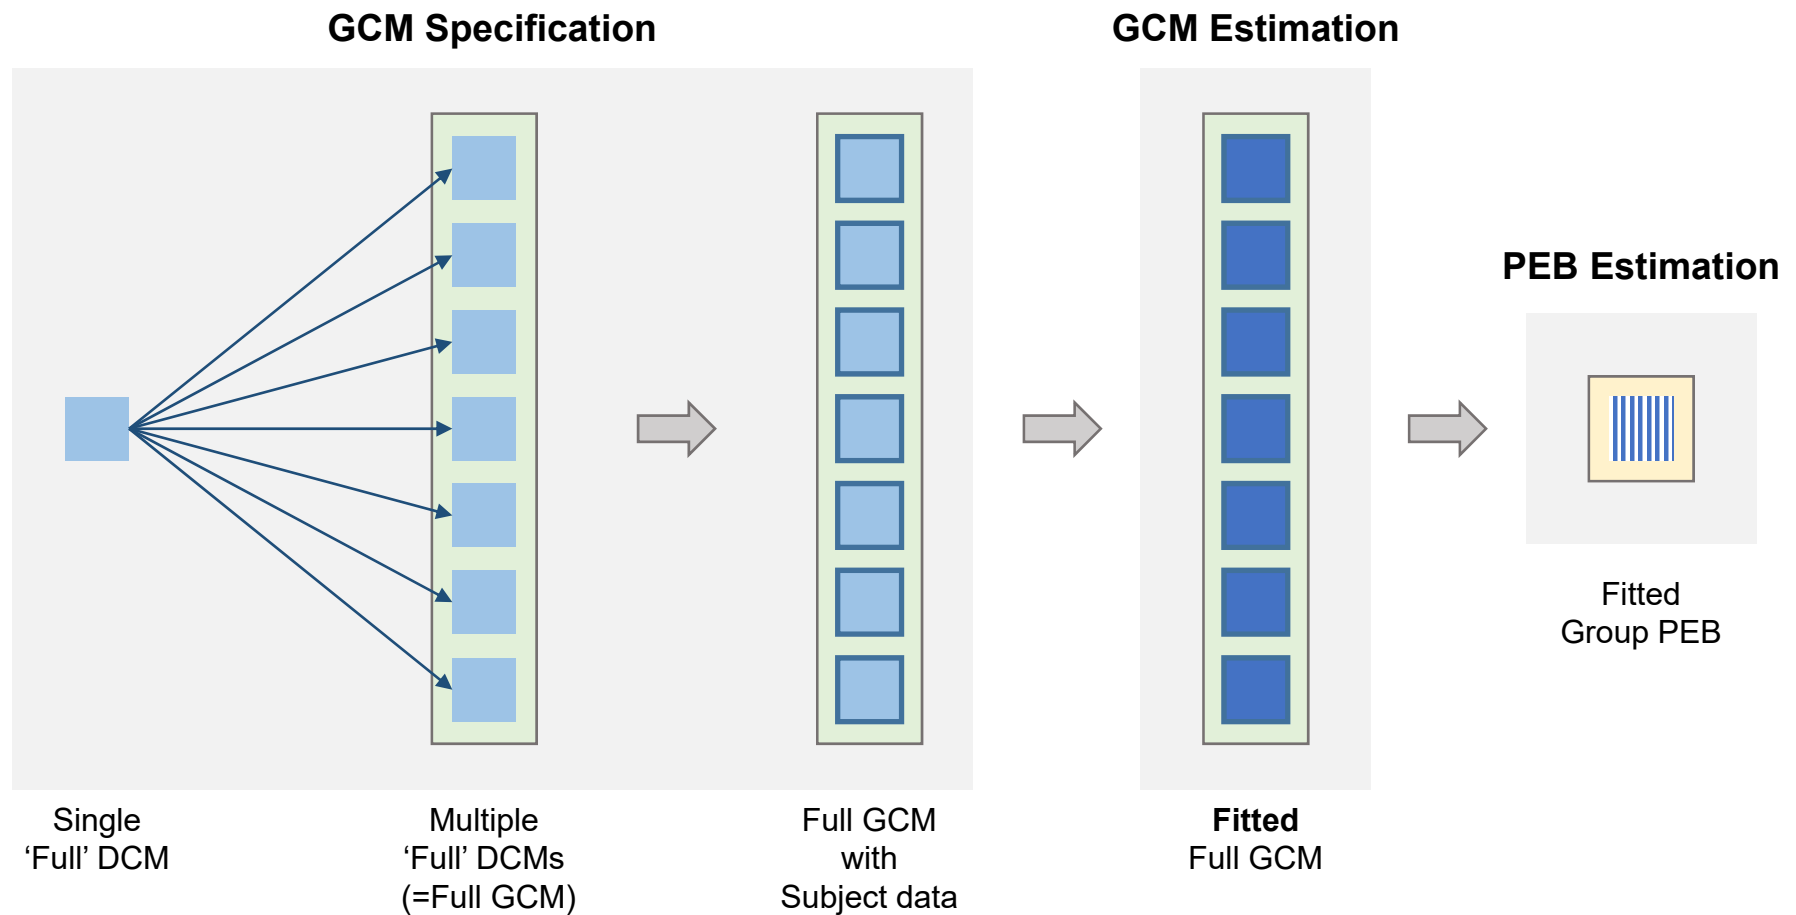 GCM Specification
GCM Estimation
PEB Estimation
Fitted
Group PEB
Single
‘Full’ DCM
Multiple
‘Full’ DCMs
(=Full GCM)
Full GCM
with
Subject data
Fitted
Full GCM